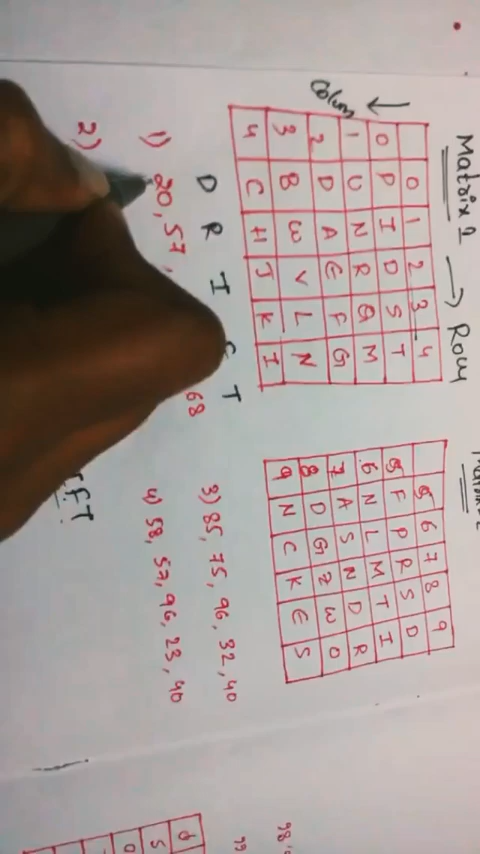 Matrix 1 → Row
Colum
0 1 2 3 4
0 P I D S T
1 U N R Q M
2 D A E F G
3 B W V L N
4 C H J K I
5 6 7 8 9
5 F P R S D
6 N L M T I
7 A S N D R
8 D G Z W O
9 N C K E S
D R I T
1) 20, 57, 68
2)
3) 85, 75, 96, 32, 40
4) 58, 57, 96, 23, 40